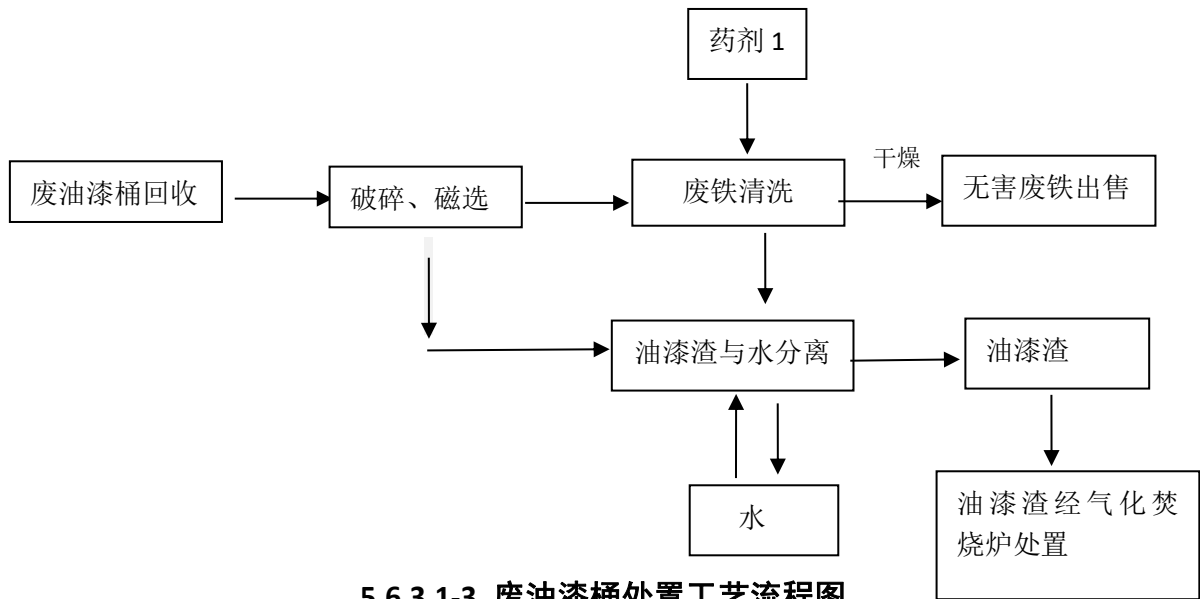 药剂 1
干燥
废油漆桶回收
破碎、磁选
废铁清洗
无害废铁出售
油漆渣与水分离
油漆渣
水
油漆渣经气化焚
烧炉处置
5.6.3.1-3 废油漆桶处置工艺流程图